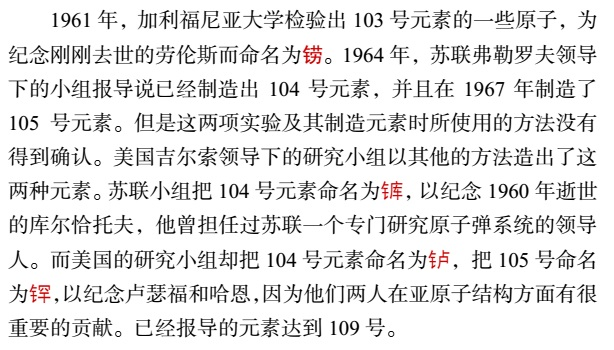 1961 年，加利福尼亚大学检验出 103 号元素的一些原子，为
纪念刚刚去世的劳伦斯而命名为铹。1964 年，苏联弗勒罗夫领导
下的小组报导说已经制造出 104 号元素，并且在 1967 年制造了
105 号元素。但是这两项实验及其制造元素时所使用的方法没有
得到确认。美国吉尔索领导下的研究小组以其他的方法造出了这
两种元素。苏联小组把 104 号元素命名为，以纪念 1960 年逝世
的库尔恰托夫，他曾担任过苏联一个专门研究原子弹系统的领导
人。而美国的研究小组却把 104 号元素命名为𬬻，把 105 号命名
为，以纪念卢瑟福和哈恩，因为他们两人在亚原子结构方面有很
重要的贡献。已经报导的元素达到 109 号。